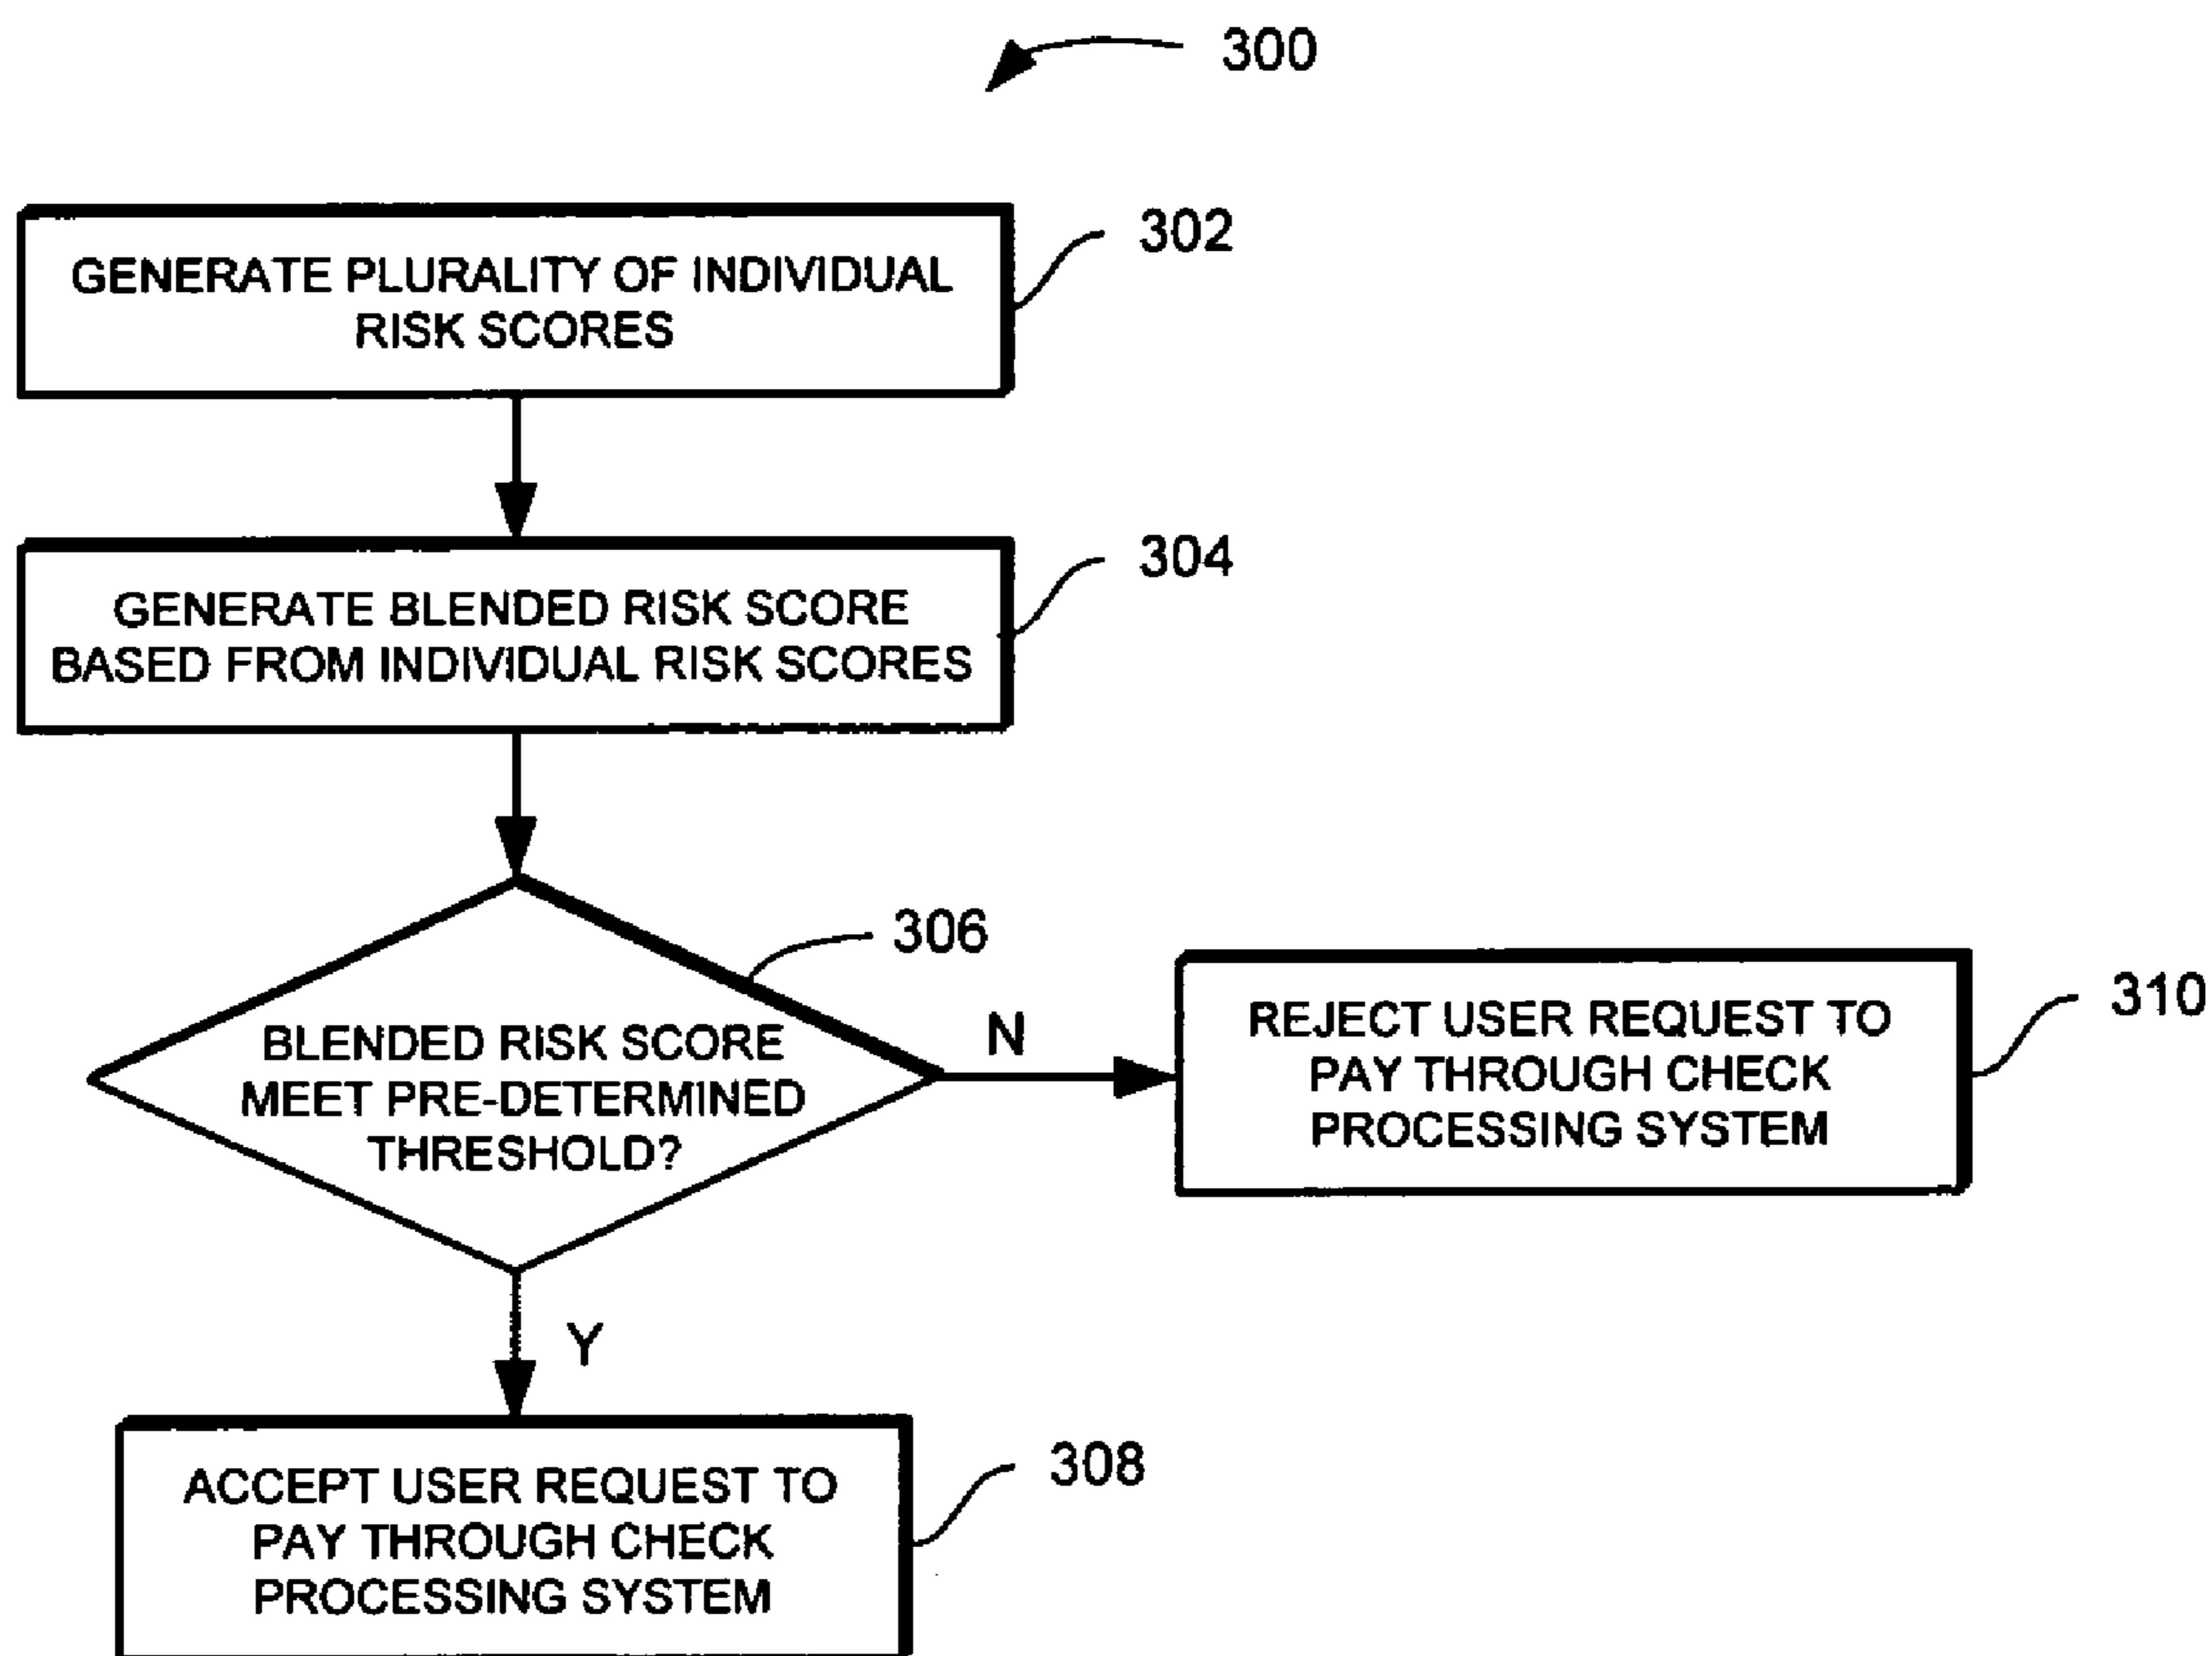 300
GENERATE PLURALITY OF INDIVIDUAL
RISK SCORES
302
GENERATE BLENDED RISK SCORE
BASED FROM INDIVIDUAL RISK SCORES
304
BLENDED RISK SCORE
MEET PRE-DETERMINED
THRESHOLD?
306
N
REJECT USER REQUEST TO
PAY THROUGH CHECK
PROCESSING SYSTEM
310
Y
ACCEPT USER REQUEST TO
PAY THROUGH CHECK
PROCESSING SYSTEM
308